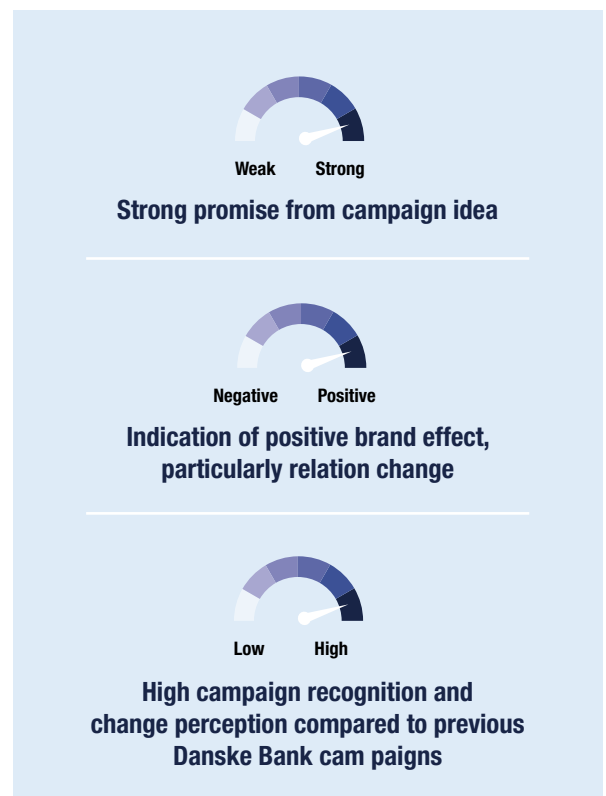 Weak Strong
Strong promise from campaign idea
Negative Positive
Indication of positive brand effect,
particularly relation change
Low High
High campaign recognition and
change perception compared to previous
Danske Bank cam paigns